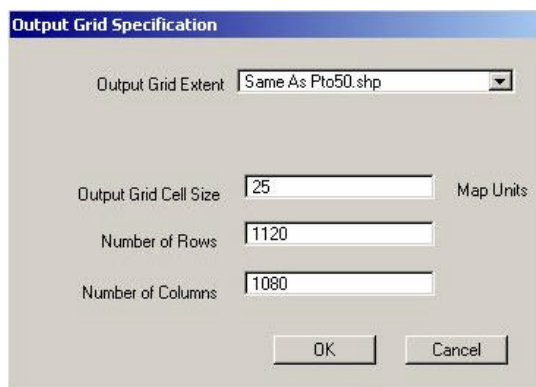 Output Grid Specification
Output Grid Extent Same As Pto50.shp
Output Grid Cell Size 25 Map Units
Number of Rows 1120
Number of Columns 1080
OK Cancel